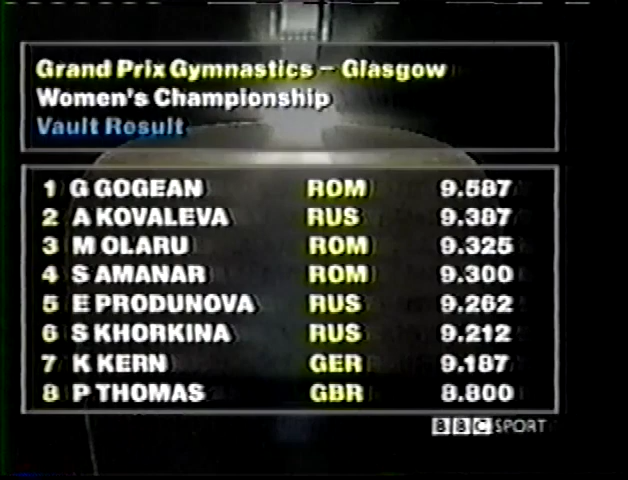 Grand Prix Gymnastics – Glasgow
Women's Championship
Vault Result
1 G GOGEAN ROM 9.587
2 A KOVALEVA RUS 9.387
3 M OLARU ROM 9.325
4 S AMANAR ROM 9.300
5 E PRODUNOVA RUS 9.262
6 S KHORKINA RUS 9.212
7 K KERN GER 9.187
8 P THOMAS GBR 8.800
BBC SPORT